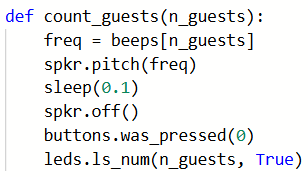 def count_guests(n_guests):
    freq = beeps[n_guests]
    spkr.pitch(freq)
    sleep(0.1)
    spkr.off()
    buttons.was_pressed(0)
    leds.ls_num(n_guests, True)